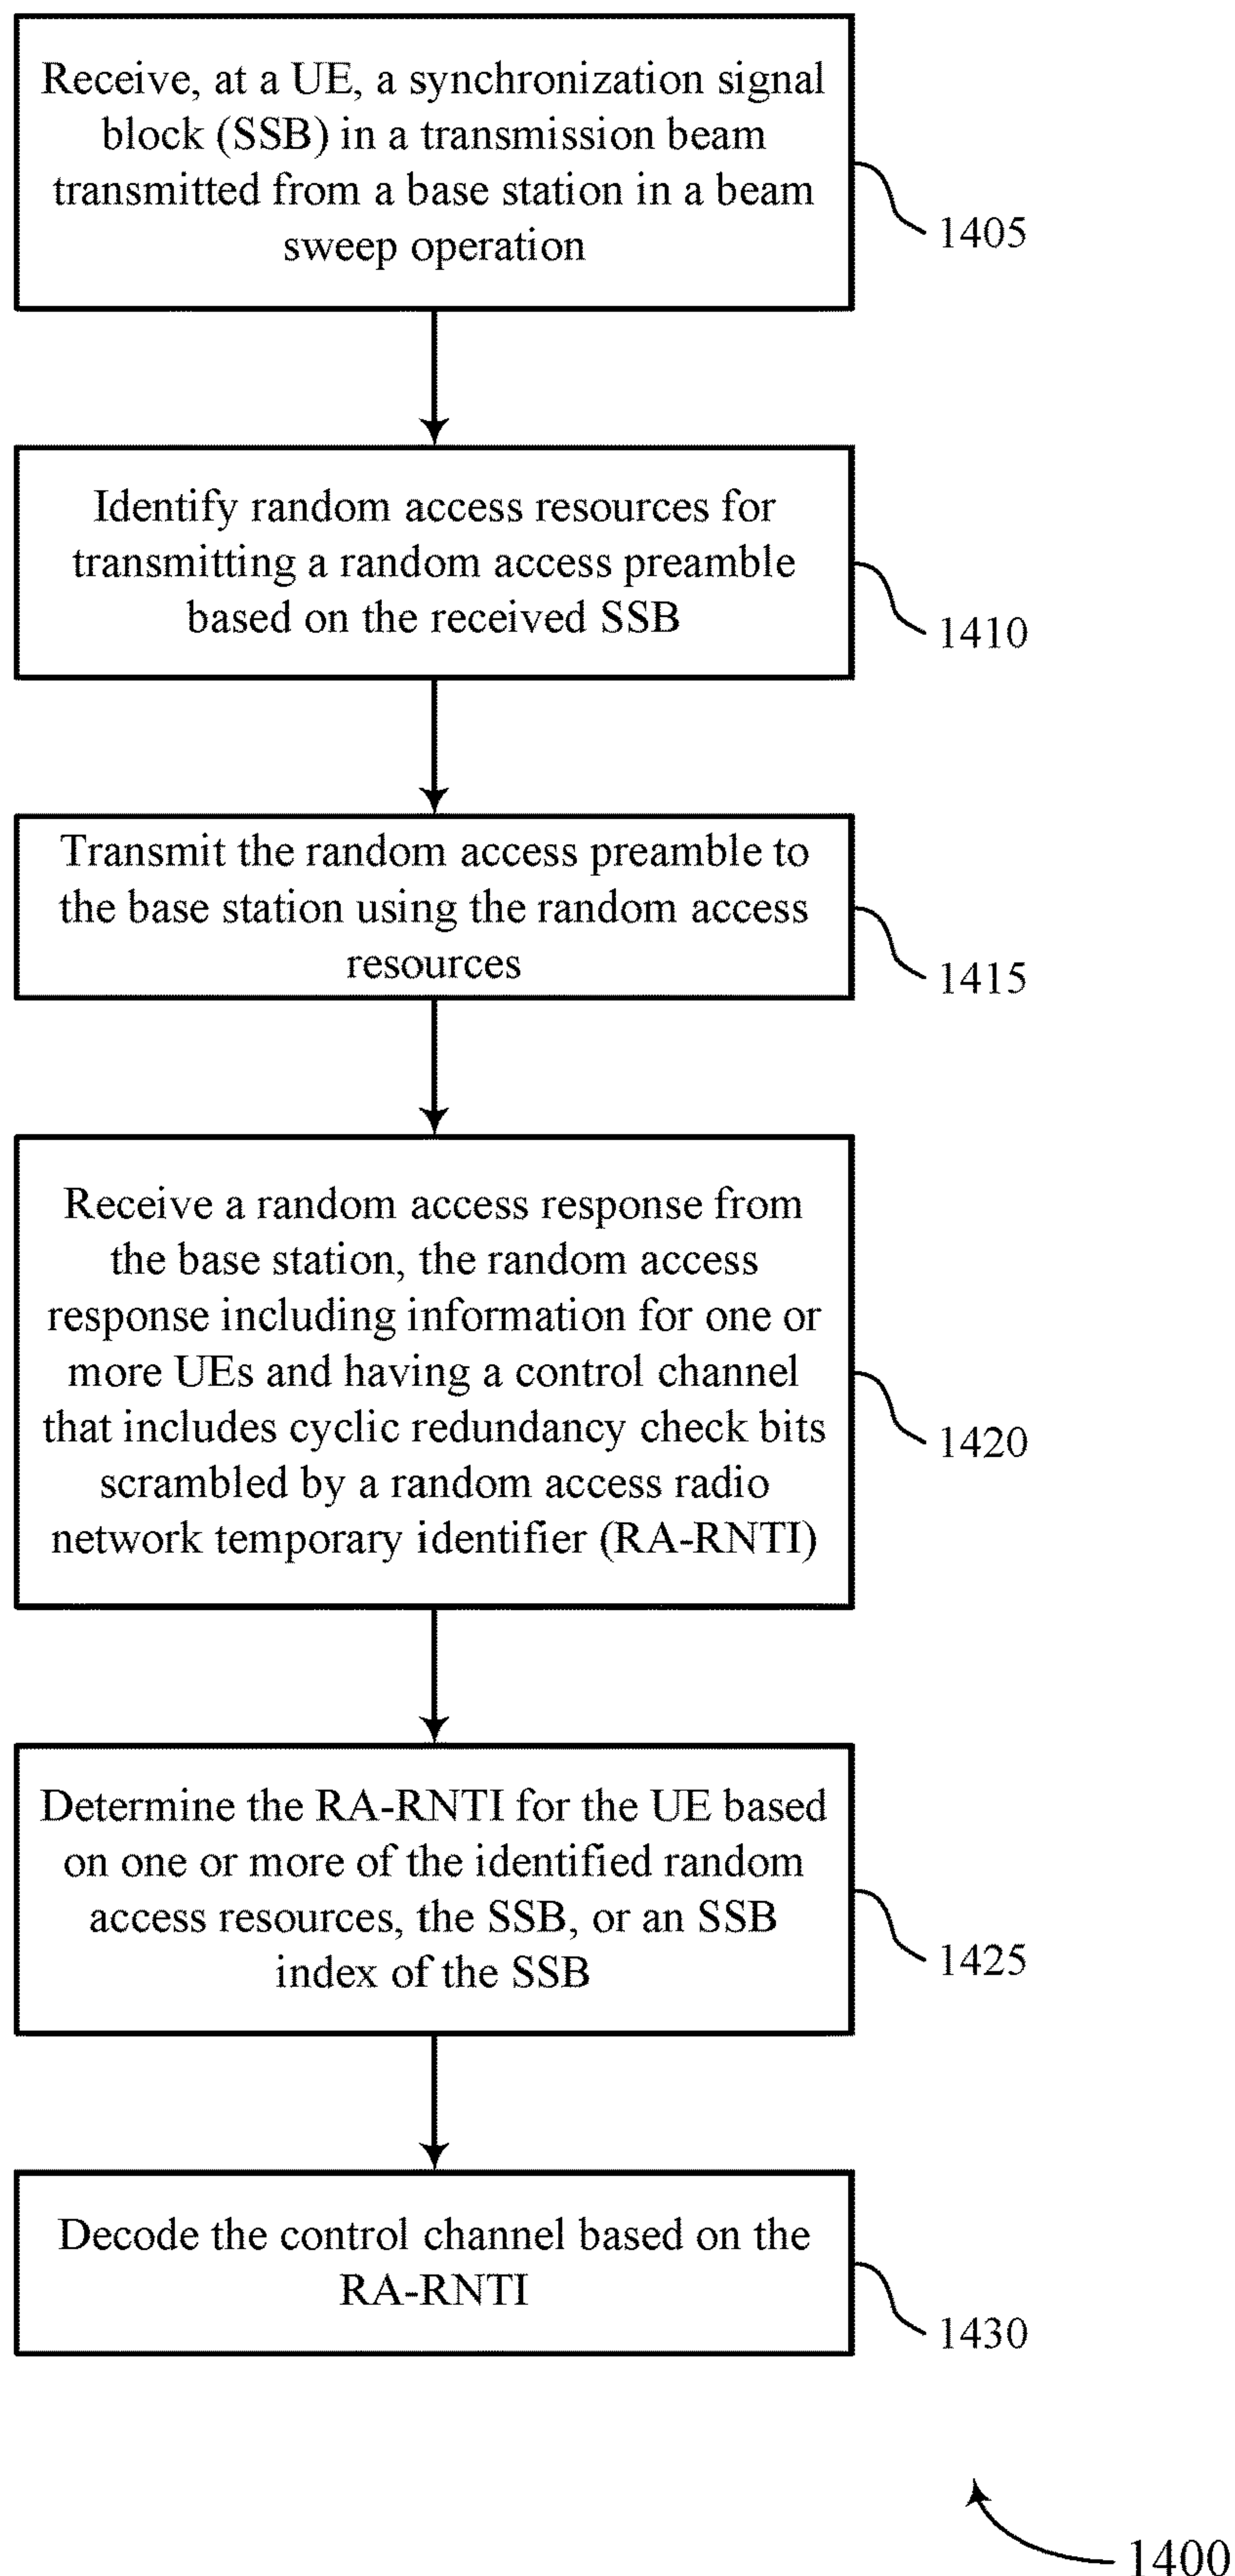 Receive, at a UE, a synchronization signal
block (SSB) in a transmission beam
transmitted from a base station in a beam
sweep operation
1405
Identify random access resources for
transmitting a random access preamble
based on the received SSB
1410
Transmit the random access preamble to
the base station using the random access
resources
1415
Receive a random access response from
the base station, the random access
response including information for one or
more UEs and having a control channel
that includes cyclic redundancy check bits
scrambled by a random access radio
network temporary identifier (RA-RNTI)
1420
Determine the RA-RNTI for the UE based
on one or more of the identified random
access resources, the SSB, or an SSB
index of the SSB
1425
Decode the control channel based on the
RA-RNTI
1430
1400